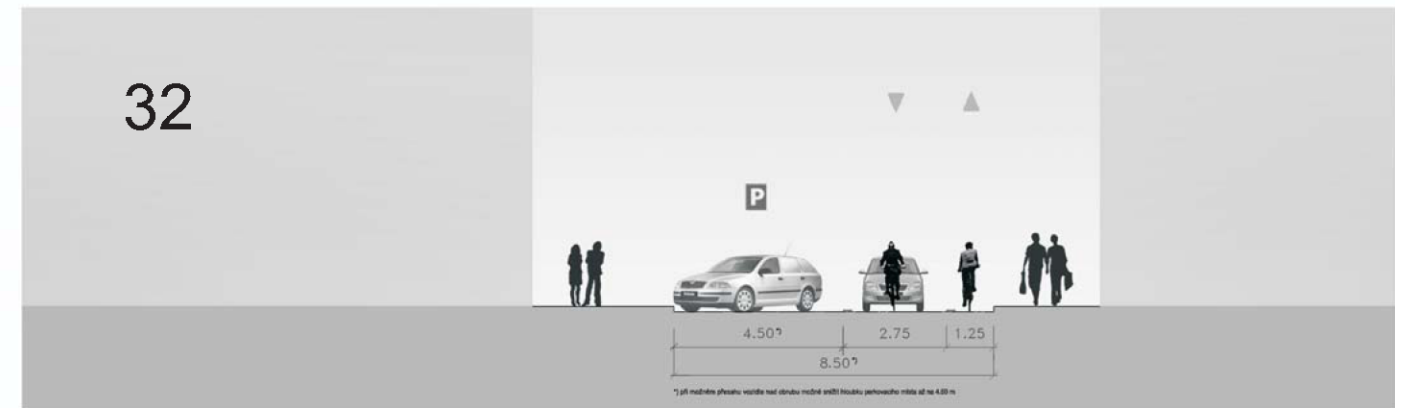 32
P
4.50*)
2.75
1.25
8.50*)
*) při možném přesahu vozidla nad obrubu možné snížit hloubku parkovacího místa až na 4.00 m